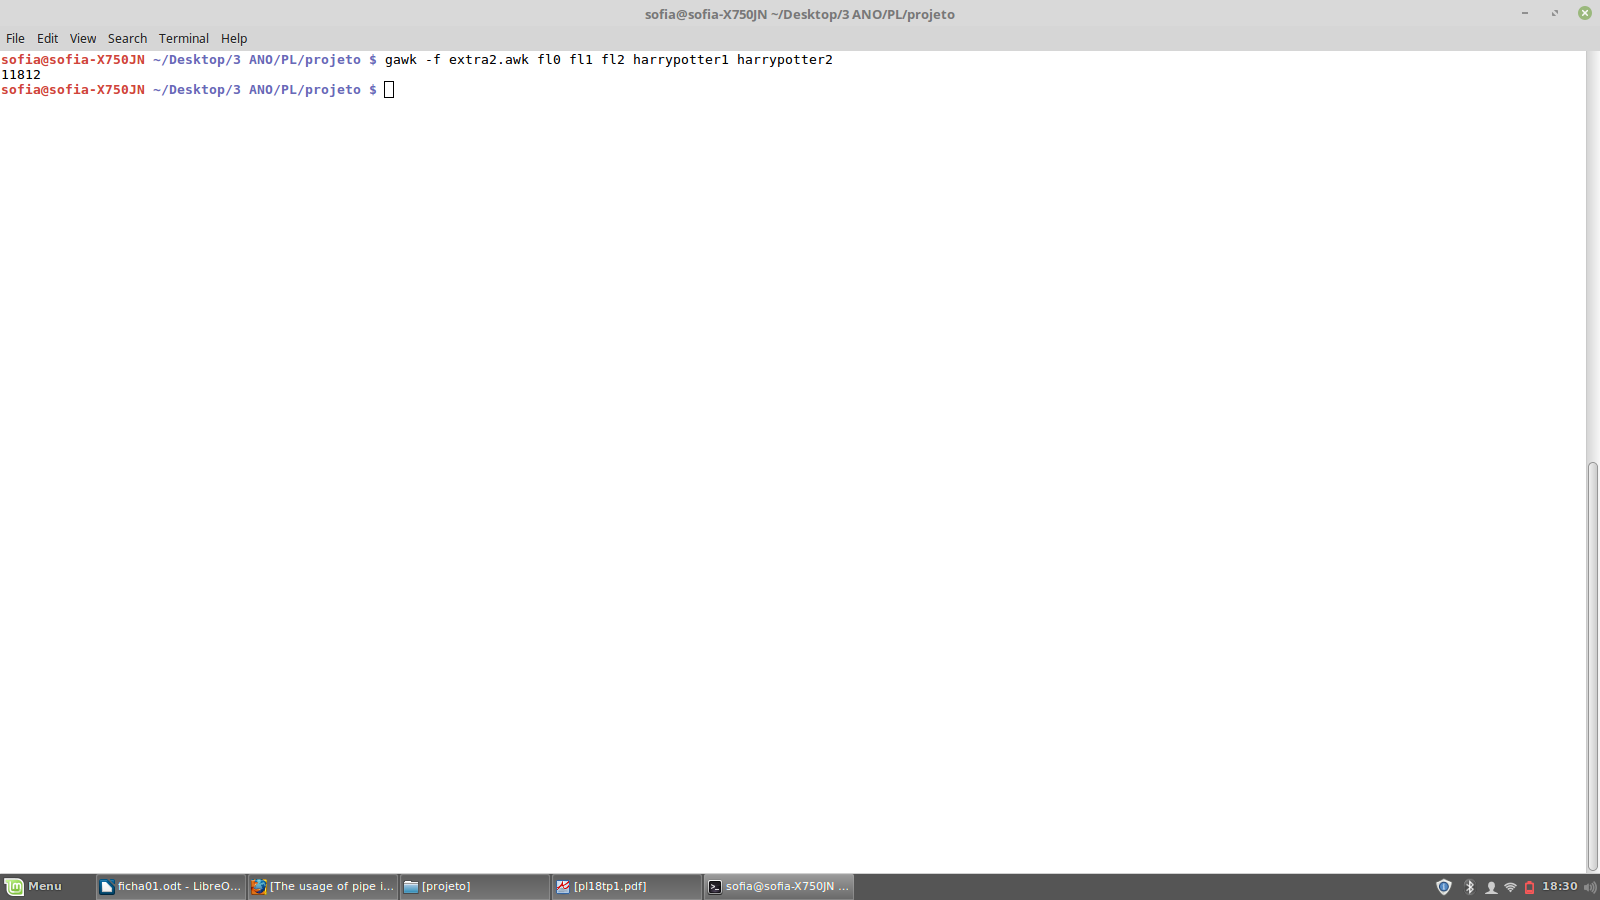 sofia@sofia-X750JN ~/Desktop/3 ANO/PL/projeto
File Edit View Search Terminal Help
sofia@sofia-X750JN ~/Desktop/3 ANO/PL/projeto $ gawk -f extra2.awk fl0 fl1 fl2 harrypotter1 harrypotter2
11812
sofia@sofia-X750JN ~/Desktop/3 ANO/PL/projeto $
Menu ficha01.odt - LibreO... [The usage of pipe i... [projeto] [pl18tp1.pdf] sofia@sofia-X750JN ... 18:30